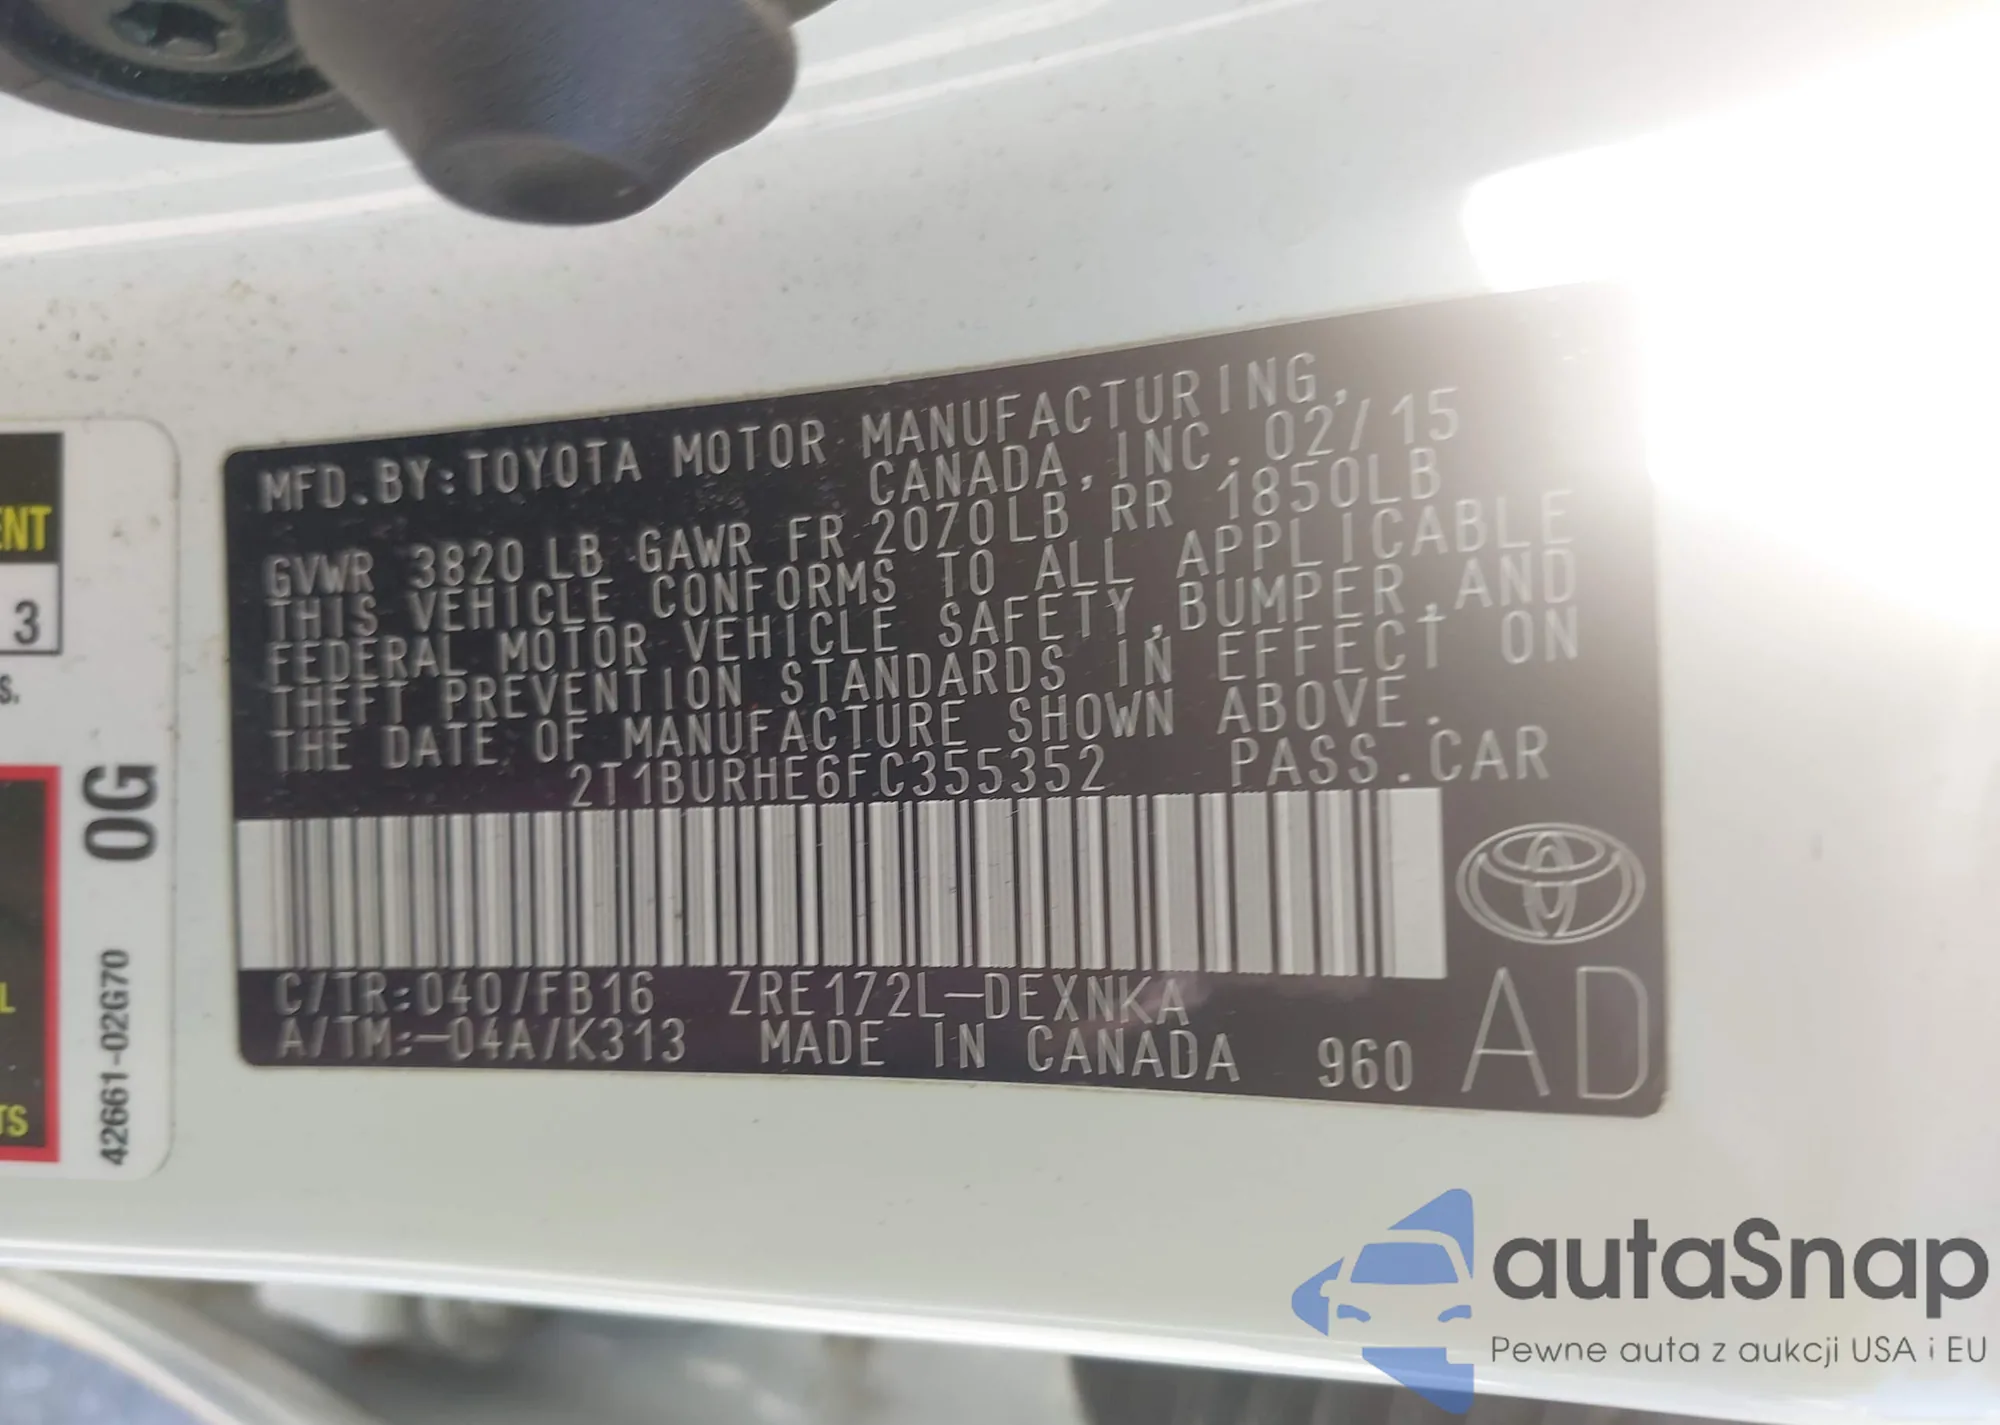 MFD.BY:TOYOTA MOTOR MANUFACTURING,
CANADA,INC.02/15
GVWR 3820 LB GAWR FR 2070LB RR 1850LB
THIS VEHICLE CONFORMS TO ALL APPLICABLE
FEDERAL MOTOR VEHICLE SAFETY,BUMPER,AND
THEFT PREVENTION STANDARDS IN EFFECT ON
THE DATE OF MANUFACTURE SHOWN ABOVE.
2T1BURHE6FC355352 PASS.CAR
C/TR:040/FB16 ZRE172L-DEXNKA
A/TM:-04A/K313 MADE IN CANADA 960
AD
ENT
3
S.
0G
L
TS
42661-02G70
autaSnap
Pewne auta z aukcji USA i EU